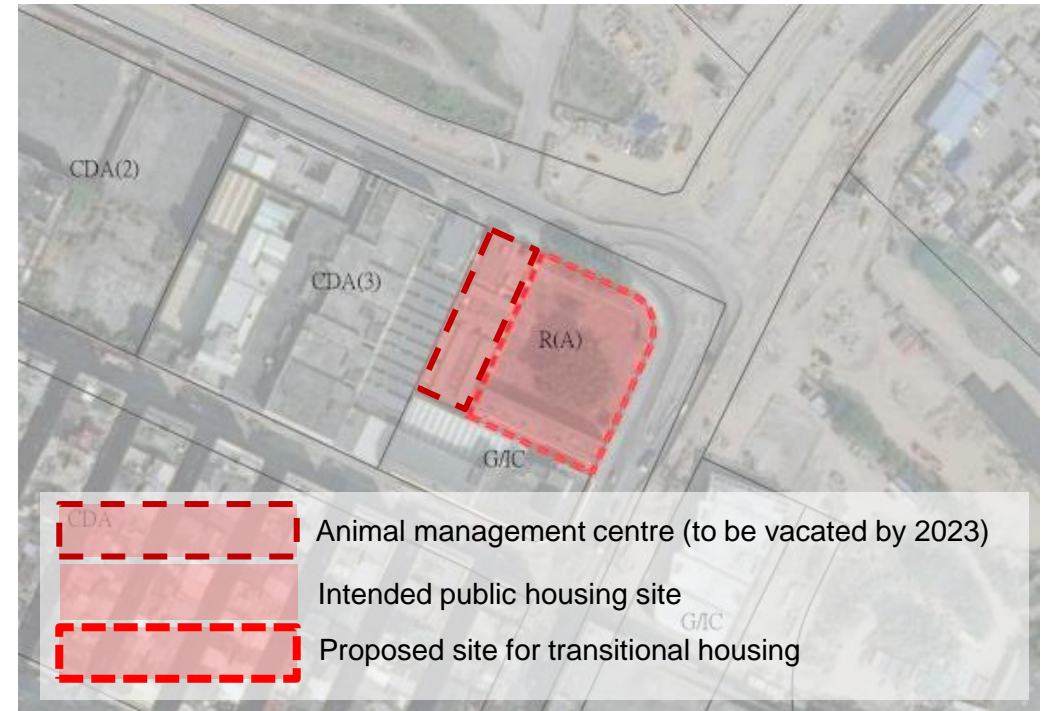 CDA(2)
CDA(3)
R(A)
G/IC
CDA
Animal management centre (to be vacated by 2023)
Intended public housing site
G/IC
Proposed site for transitional housing